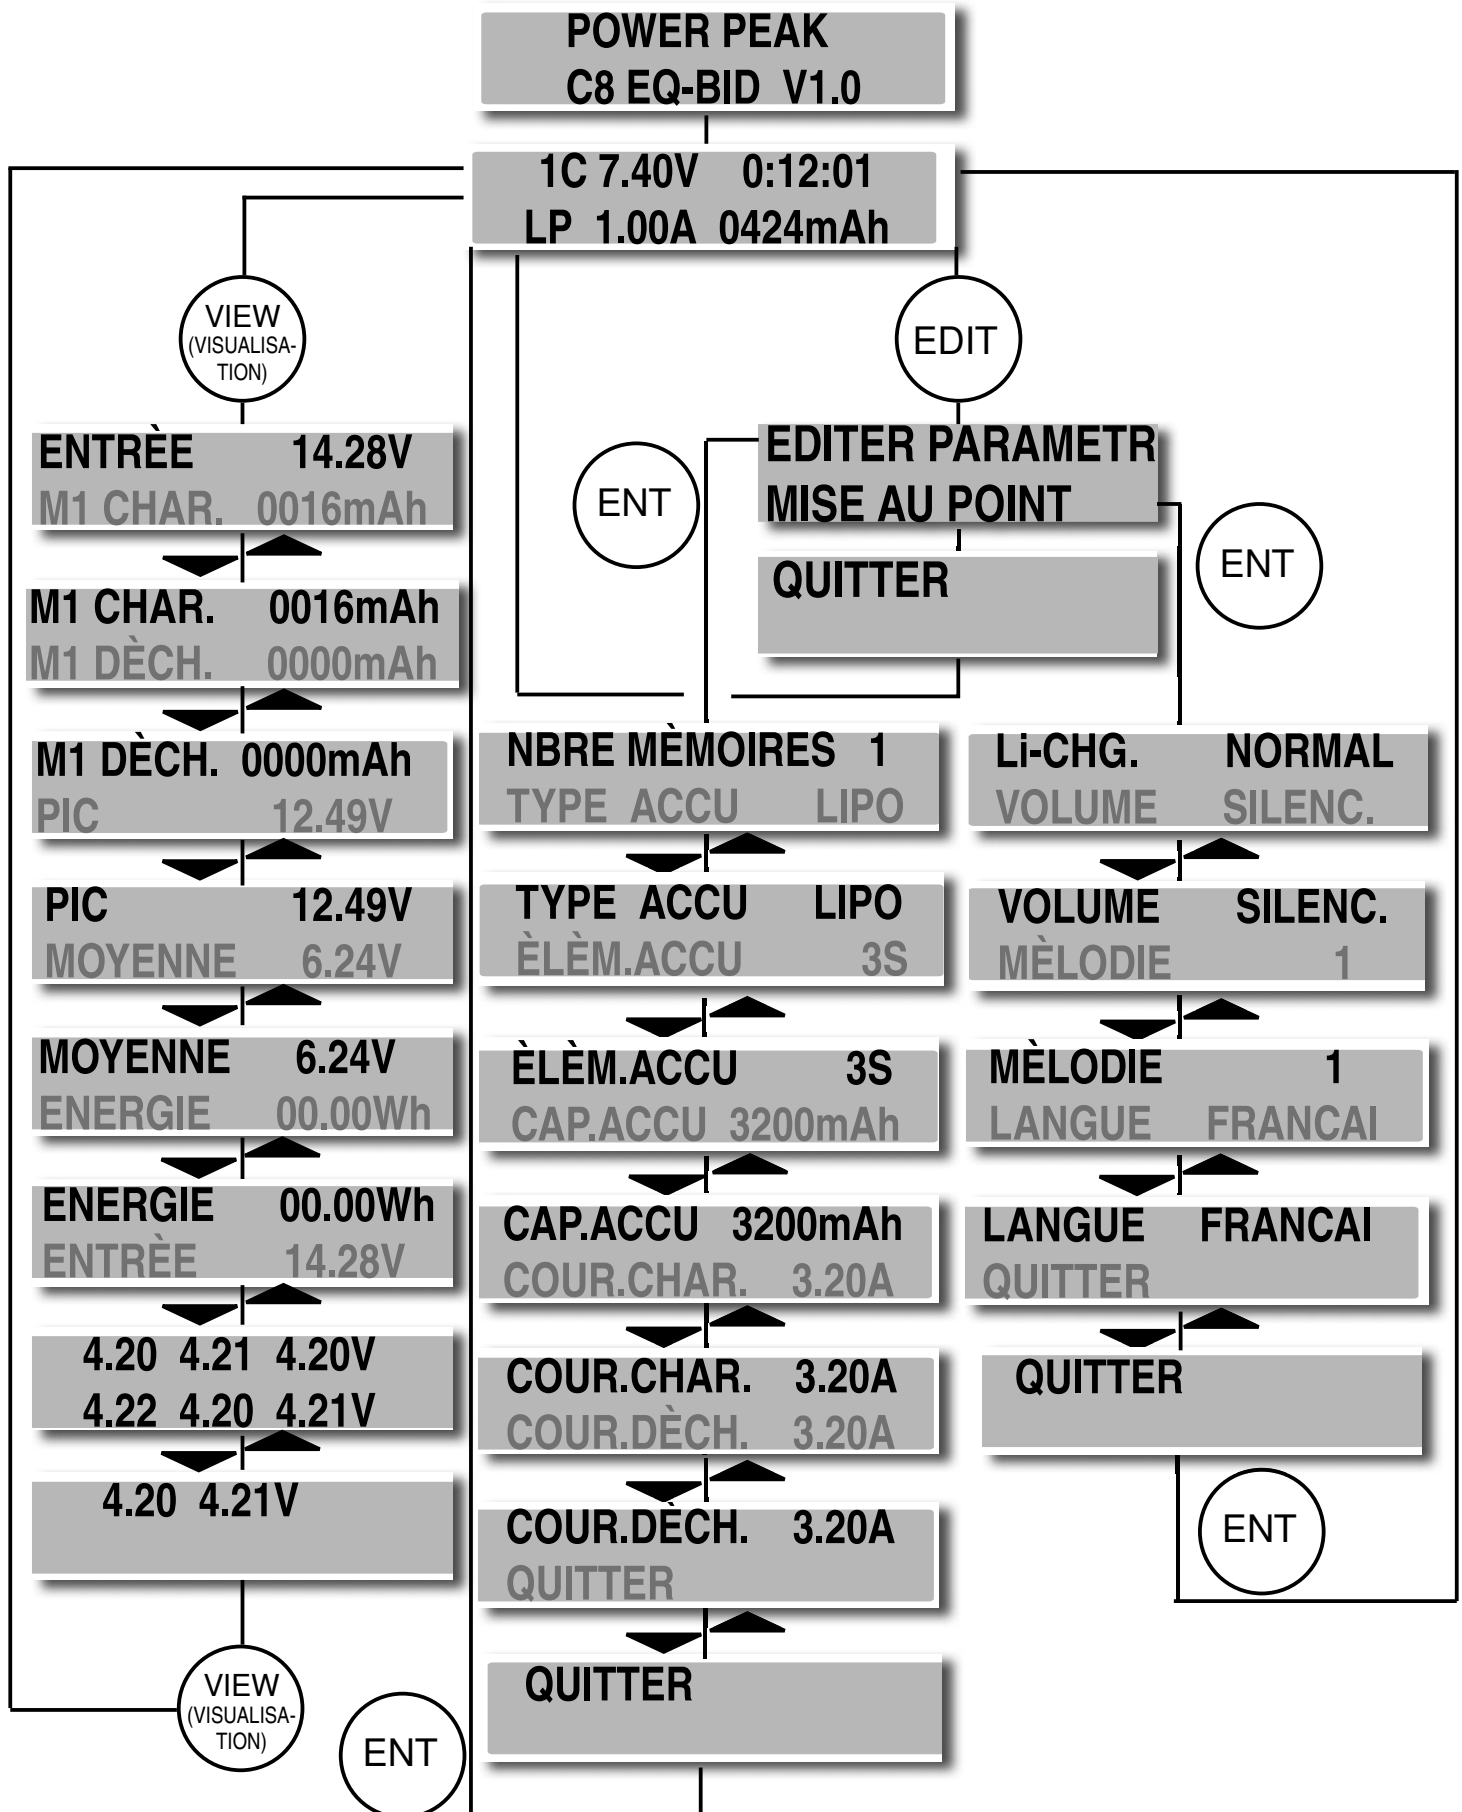 POWER PEAK
C8 EQ-BID V1.0
1C 7.40V 0:12:01
LP 1.00A 0424mAh
VIEW
(VISUALISA-
TION)
ENTRÈE 14.28V
M1 CHAR. 0016mAh
M1 CHAR. 0016mAh
M1 DÈCH. 0000mAh
M1 DÈCH. 0000mAh
PIC 12.49V
PIC 12.49V
MOYENNE 6.24V
MOYENNE 6.24V
ENERGIE 00.00Wh
ENERGIE 00.00Wh
ENTRÈE 14.28V
4.20 4.21 4.20V
4.22 4.20 4.21V
4.20 4.21V
VIEW
(VISUALISA-
TION)
EDIT
EDITER PARAMETR
MISE AU POINT
QUITTER
ENT
NBRE MÈMOIRES 1
TYPE ACCU LIPO
TYPE ACCU LIPO
ÈLÈM.ACCU 3S
ÈLÈM.ACCU 3S
CAP.ACCU 3200mAh
CAP.ACCU 3200mAh
COUR.CHAR. 3.20A
COUR.CHAR. 3.20A
COUR.DÈCH. 3.20A
COUR.DÈCH. 3.20A
QUITTER
QUITTER
ENT
ENT
Li-CHG. NORMAL
VOLUME SILENC.
VOLUME SILENC.
MÈLODIE 1
MÈLODIE 1
LANGUE FRANCAI
LANGUE FRANCAI
QUITTER
QUITTER
ENT